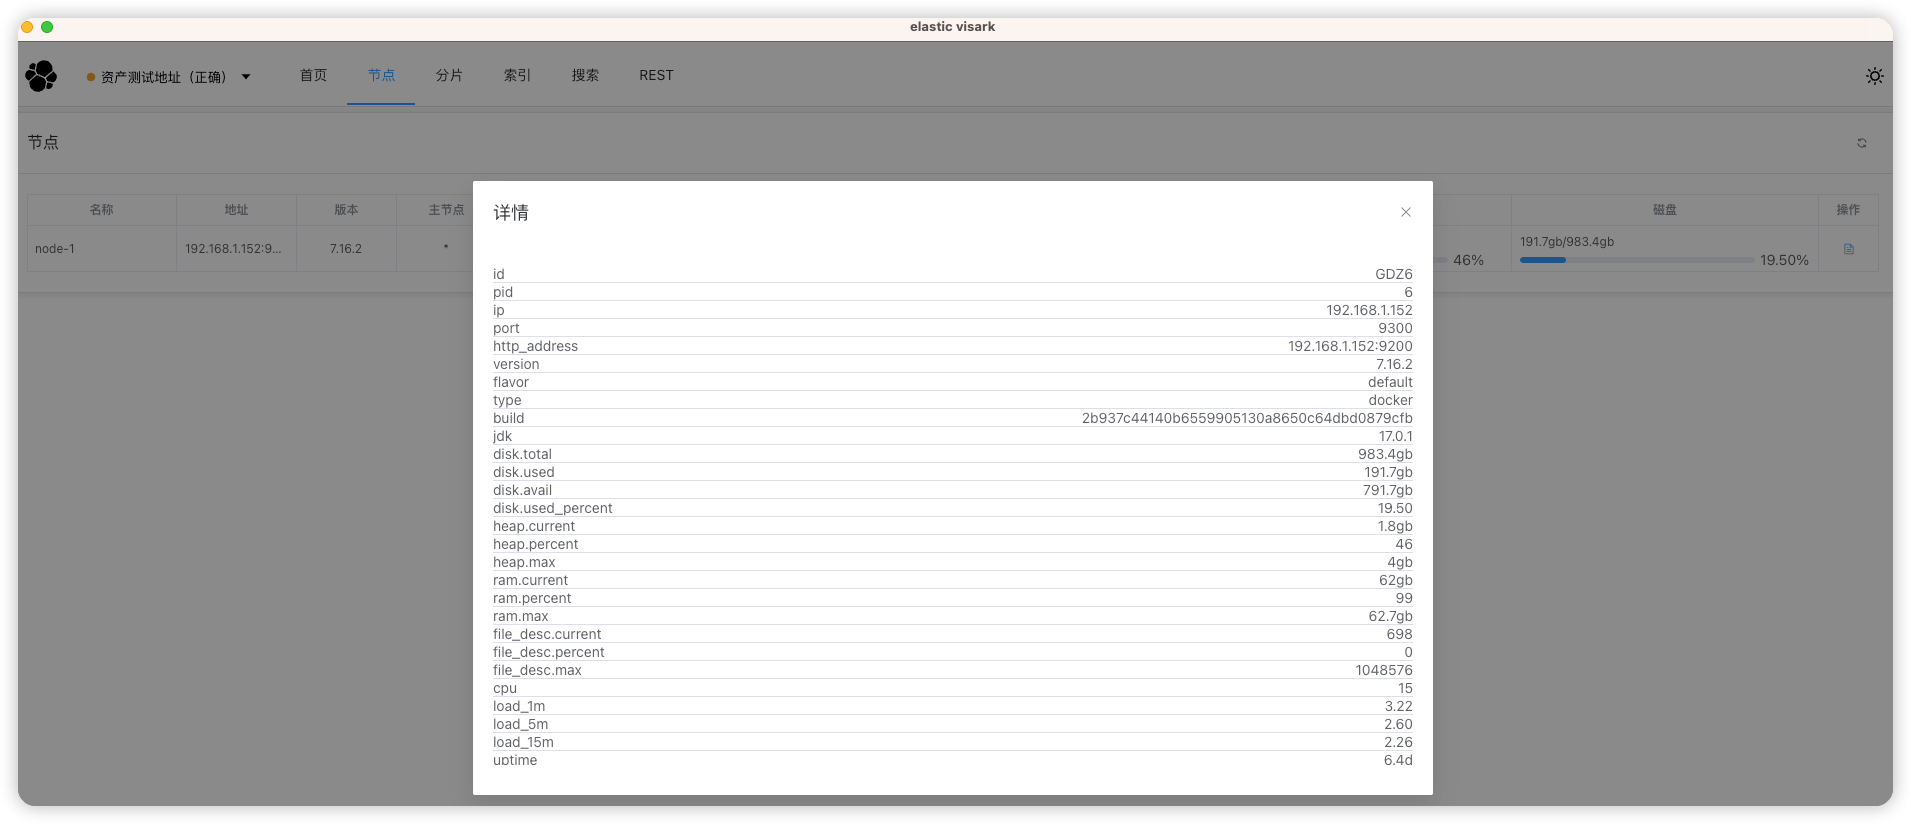 elastic visark
资产测试地址（正确） 首页 节点 分片 索引 搜索 REST
节点
名称 地址 版本 主节点 磁盘 操作
node-1 192.168.1.152:9... 7.16.2 * 46% 191.7gb/983.4gb 19.50%
详情
id GDZ6
pid 6
ip 192.168.1.152
port 9300
http_address 192.168.1.152:9200
version 7.16.2
flavor default
type docker
build 2b937c44140b6559905130a8650c64dbd0879cfb
jdk 17.0.1
disk.total 983.4gb
disk.used 191.7gb
disk.avail 791.7gb
disk.used_percent 19.50
heap.current 1.8gb
heap.percent 46
heap.max 4gb
ram.current 62gb
ram.percent 99
ram.max 62.7gb
file_desc.current 698
file_desc.percent 0
file_desc.max 1048576
cpu 15
load_1m 3.22
load_5m 2.60
load_15m 2.26
uptime 6.4d